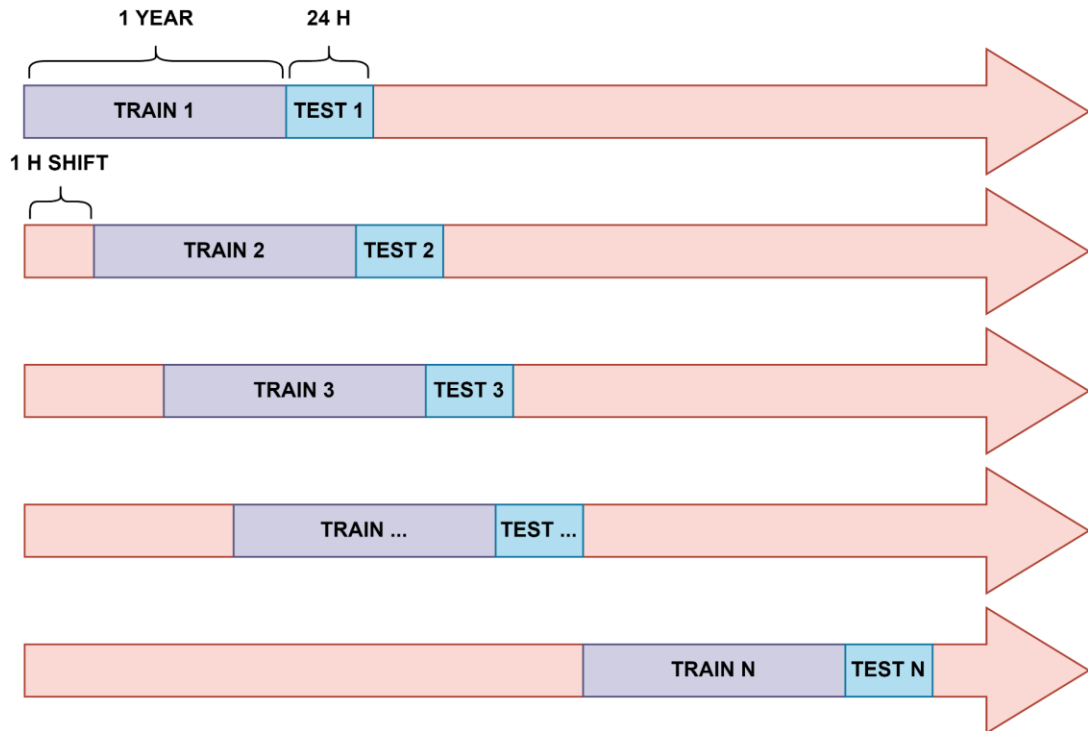 1 YEAR 24 H
TRAIN 1 TEST 1
1 H SHIFT
TRAIN 2 TEST 2
TRAIN 3 TEST 3
TRAIN ... TEST ...
TRAIN N TEST N